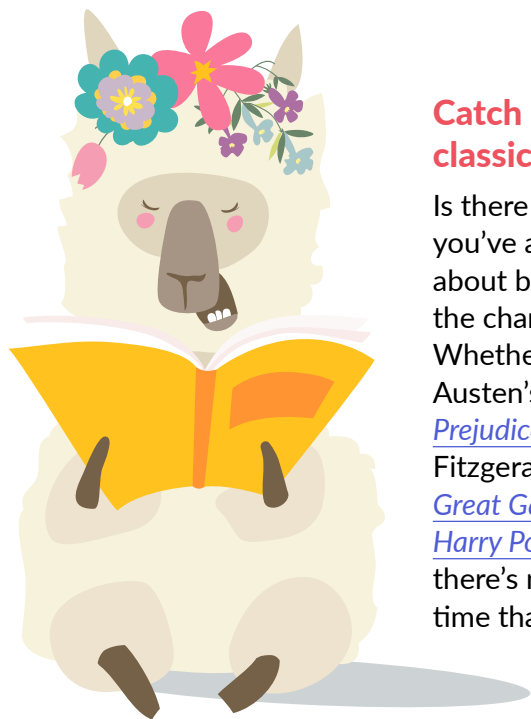 Catch
classic
Is there
you've a
about b
the cha
Whethe
Austen's
Prejudic
Fitzgera
Great Ga
Harry Po
there's
time tha